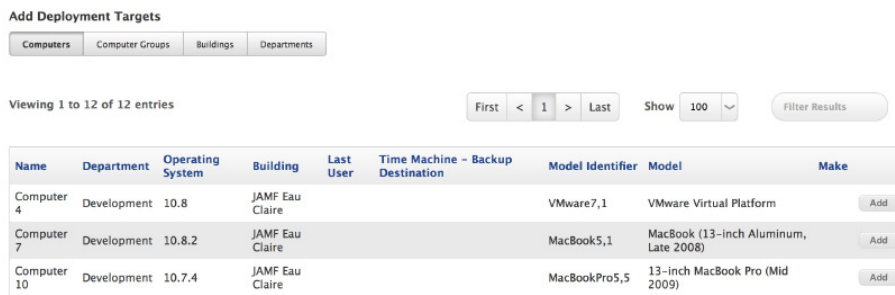 Add Deployment Targets
Computers Computer Groups Buildings Departments
Viewing 1 to 12 of 12 entries First < 1 > Last Show 100 Filter Results
Name Department Operating System Building Last User Time Machine – Backup Destination Model Identifier Model Make
Computer 4 Development 10.8 JAMF Eau Claire VMware7,1 VMware Virtual Platform Add
Computer 7 Development 10.8.2 JAMF Eau Claire MacBook5,1 MacBook (13-inch Aluminum, Late 2008) Add
Computer 10 Development 10.7.4 JAMF Eau Claire MacBookPro5,5 13-inch MacBook Pro (Mid 2009) Add